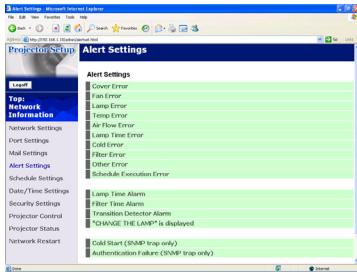 Alert Settings - Microsoft Internet Explorer
File Edit View Favorites Tools Help
Back Search Favorites
Go Links
Projector Setup
Alert Settings
Logoff
Top:
Network
Information
Network Settings
Port Settings
Mail Settings
Alert Settings
Schedule Settings
Date/Time Settings
Security Settings
Projector Control
Projector Status
Network Restart
Alert Settings
Cover Error
Fan Error
Lamp Error
Temp Error
Air Flow Error
Lamp Time Error
Cold Error
Filter Error
Other Error
Schedule Execution Error
Lamp Time Alarm
Filter Time Alarm
Transition Detector Alarm
"CHANGE THE LAMP" is displayed
Cold Start (SNMP trap only)
Authentication Failure (SNMP trap only)
Done
Internet